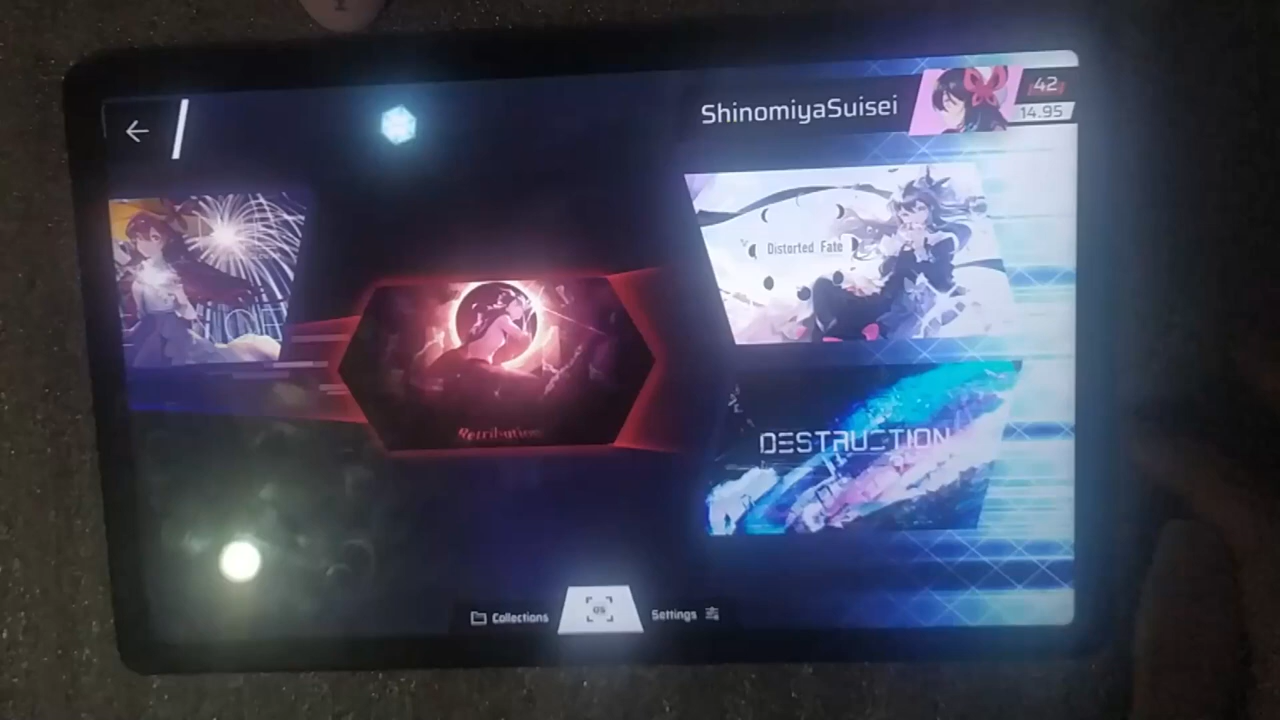 ShinomiyaSuisei
42
14.95
Distorted Fate
Retribution
DESTRUCTION
Collections
Settings